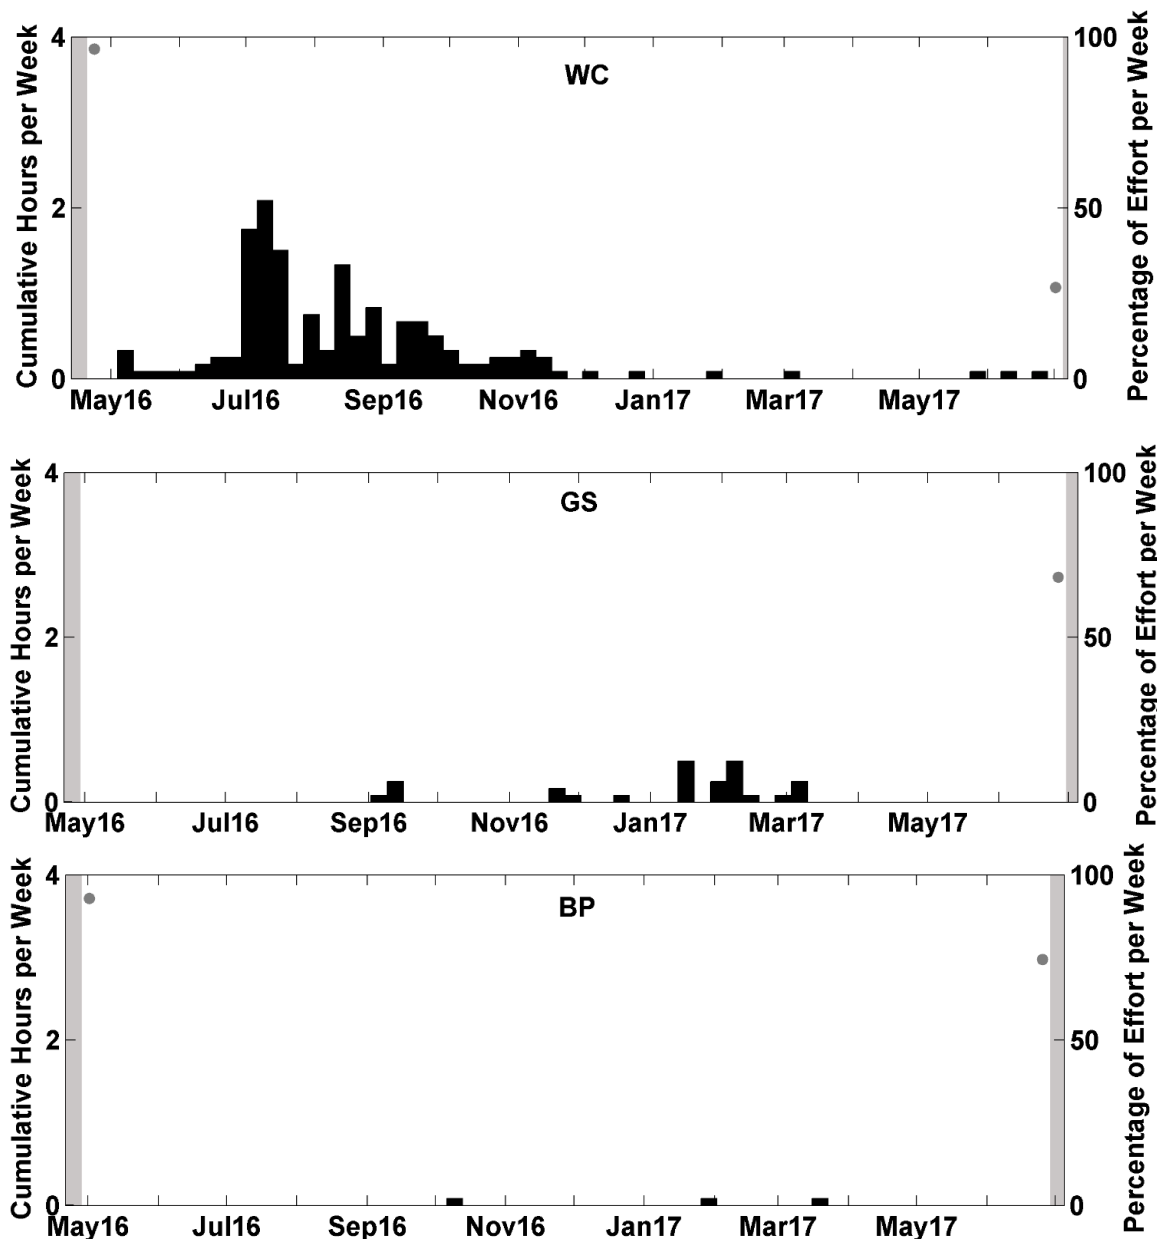 Cumulative Hours per Week
4
2
0
WC
100
50
0
Percentage of Effort per Week
May16 Jul16 Sep16 Nov16 Jan17 Mar17 May17
Cumulative Hours per Week
4
2
0
GS
100
50
0
Percentage of Effort per Week
May16 Jul16 Sep16 Nov16 Jan17 Mar17 May17
Cumulative Hours per Week
4
2
0
BP
100
50
0
Percentage of Effort per Week
May16 Jul16 Sep16 Nov16 Jan17 Mar17 May17